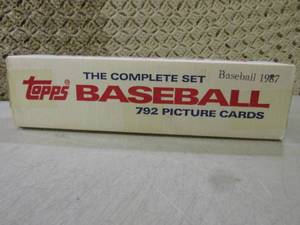 THE COMPLETE SET
Baseball 1987
Topps BASEBALL
792 PICTURE CARDS